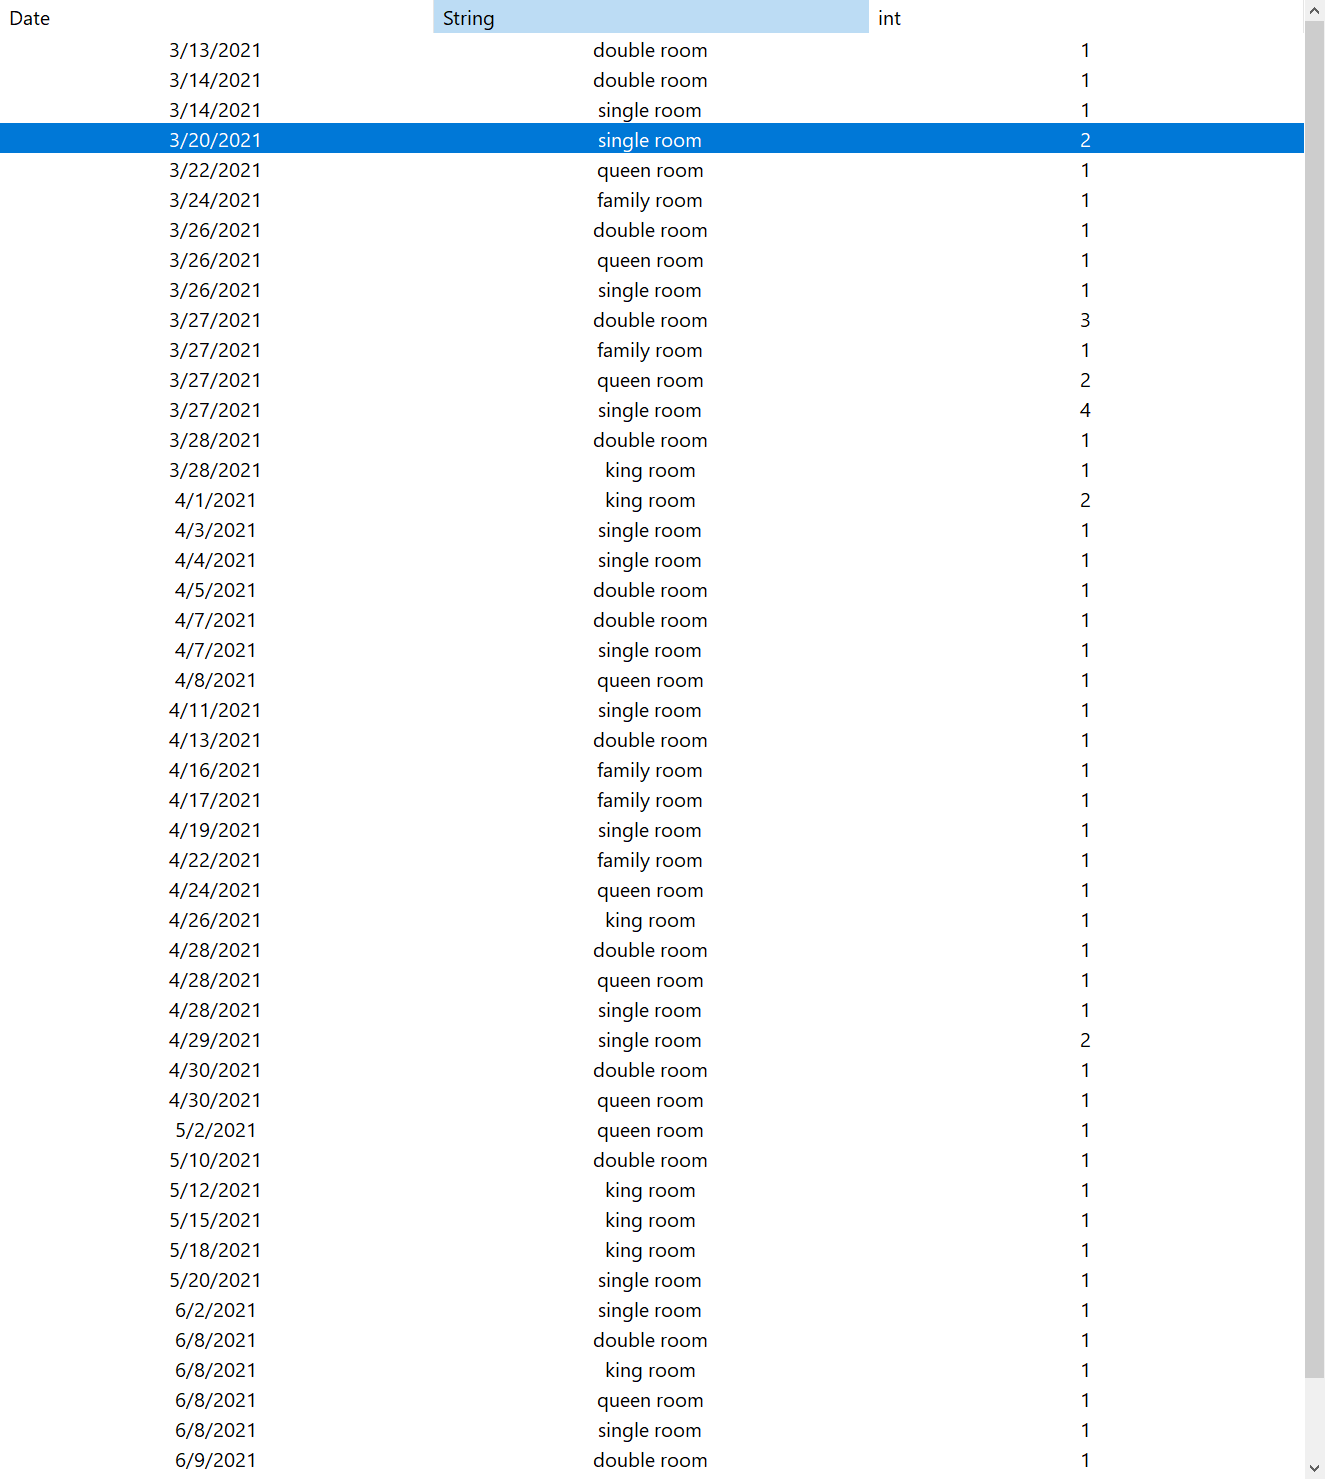 Date String int
3/13/2021 double room 1
3/14/2021 double room 1
3/14/2021 single room 1
3/20/2021 single room 2
3/22/2021 queen room 1
3/24/2021 family room 1
3/26/2021 double room 1
3/26/2021 queen room 1
3/26/2021 single room 1
3/27/2021 double room 3
3/27/2021 family room 1
3/27/2021 queen room 2
3/27/2021 single room 4
3/28/2021 double room 1
3/28/2021 king room 1
4/1/2021 king room 2
4/3/2021 single room 1
4/4/2021 single room 1
4/5/2021 double room 1
4/7/2021 double room 1
4/7/2021 single room 1
4/8/2021 queen room 1
4/11/2021 single room 1
4/13/2021 double room 1
4/16/2021 family room 1
4/17/2021 family room 1
4/19/2021 single room 1
4/22/2021 family room 1
4/24/2021 queen room 1
4/26/2021 king room 1
4/28/2021 double room 1
4/28/2021 queen room 1
4/28/2021 single room 1
4/29/2021 single room 2
4/30/2021 double room 1
4/30/2021 queen room 1
5/2/2021 queen room 1
5/10/2021 double room 1
5/12/2021 king room 1
5/15/2021 king room 1
5/18/2021 king room 1
5/20/2021 single room 1
6/2/2021 single room 1
6/8/2021 double room 1
6/8/2021 king room 1
6/8/2021 queen room 1
6/8/2021 single room 1
6/9/2021 double room 1